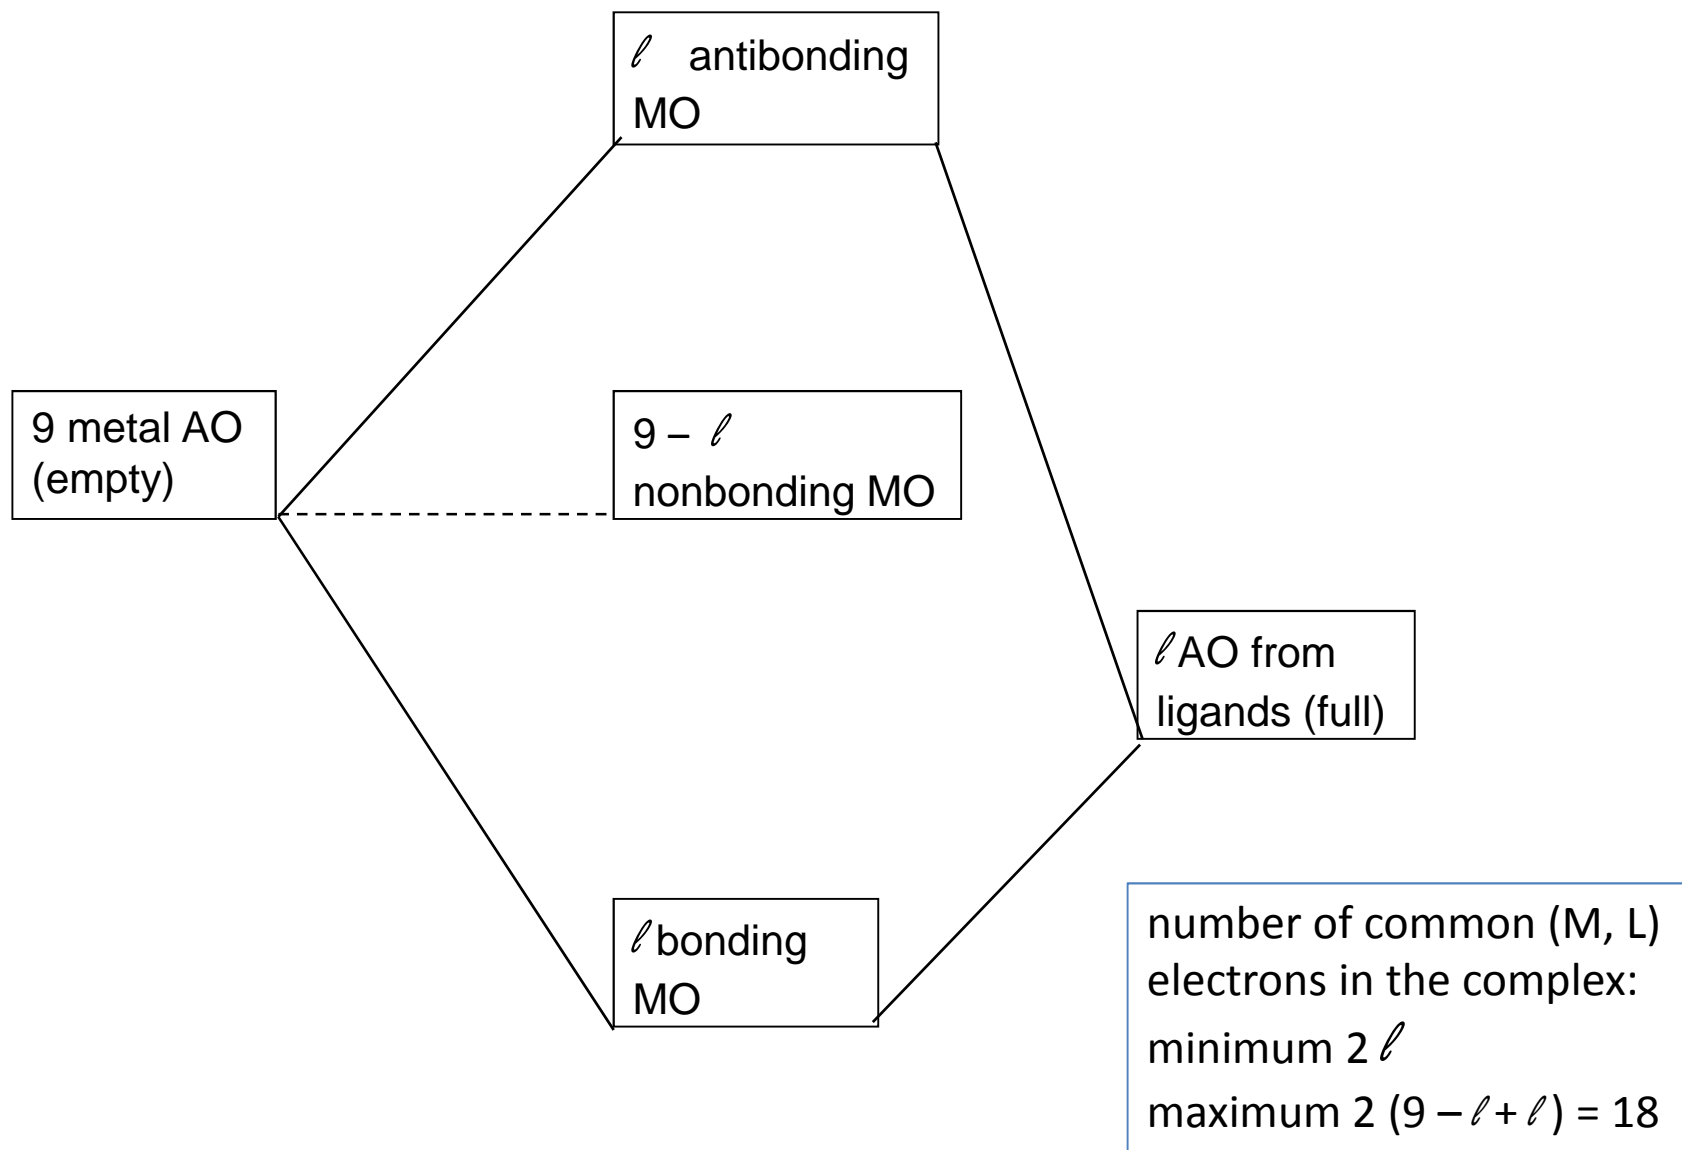 ℓ antibonding
MO
9 metal AO
(empty)
9 – ℓ
nonbonding MO
ℓ AO from
ligands (full)
ℓ bonding
MO
number of common (M, L)
electrons in the complex:
minimum 2 ℓ
maximum 2 (9 – ℓ + ℓ ) = 18